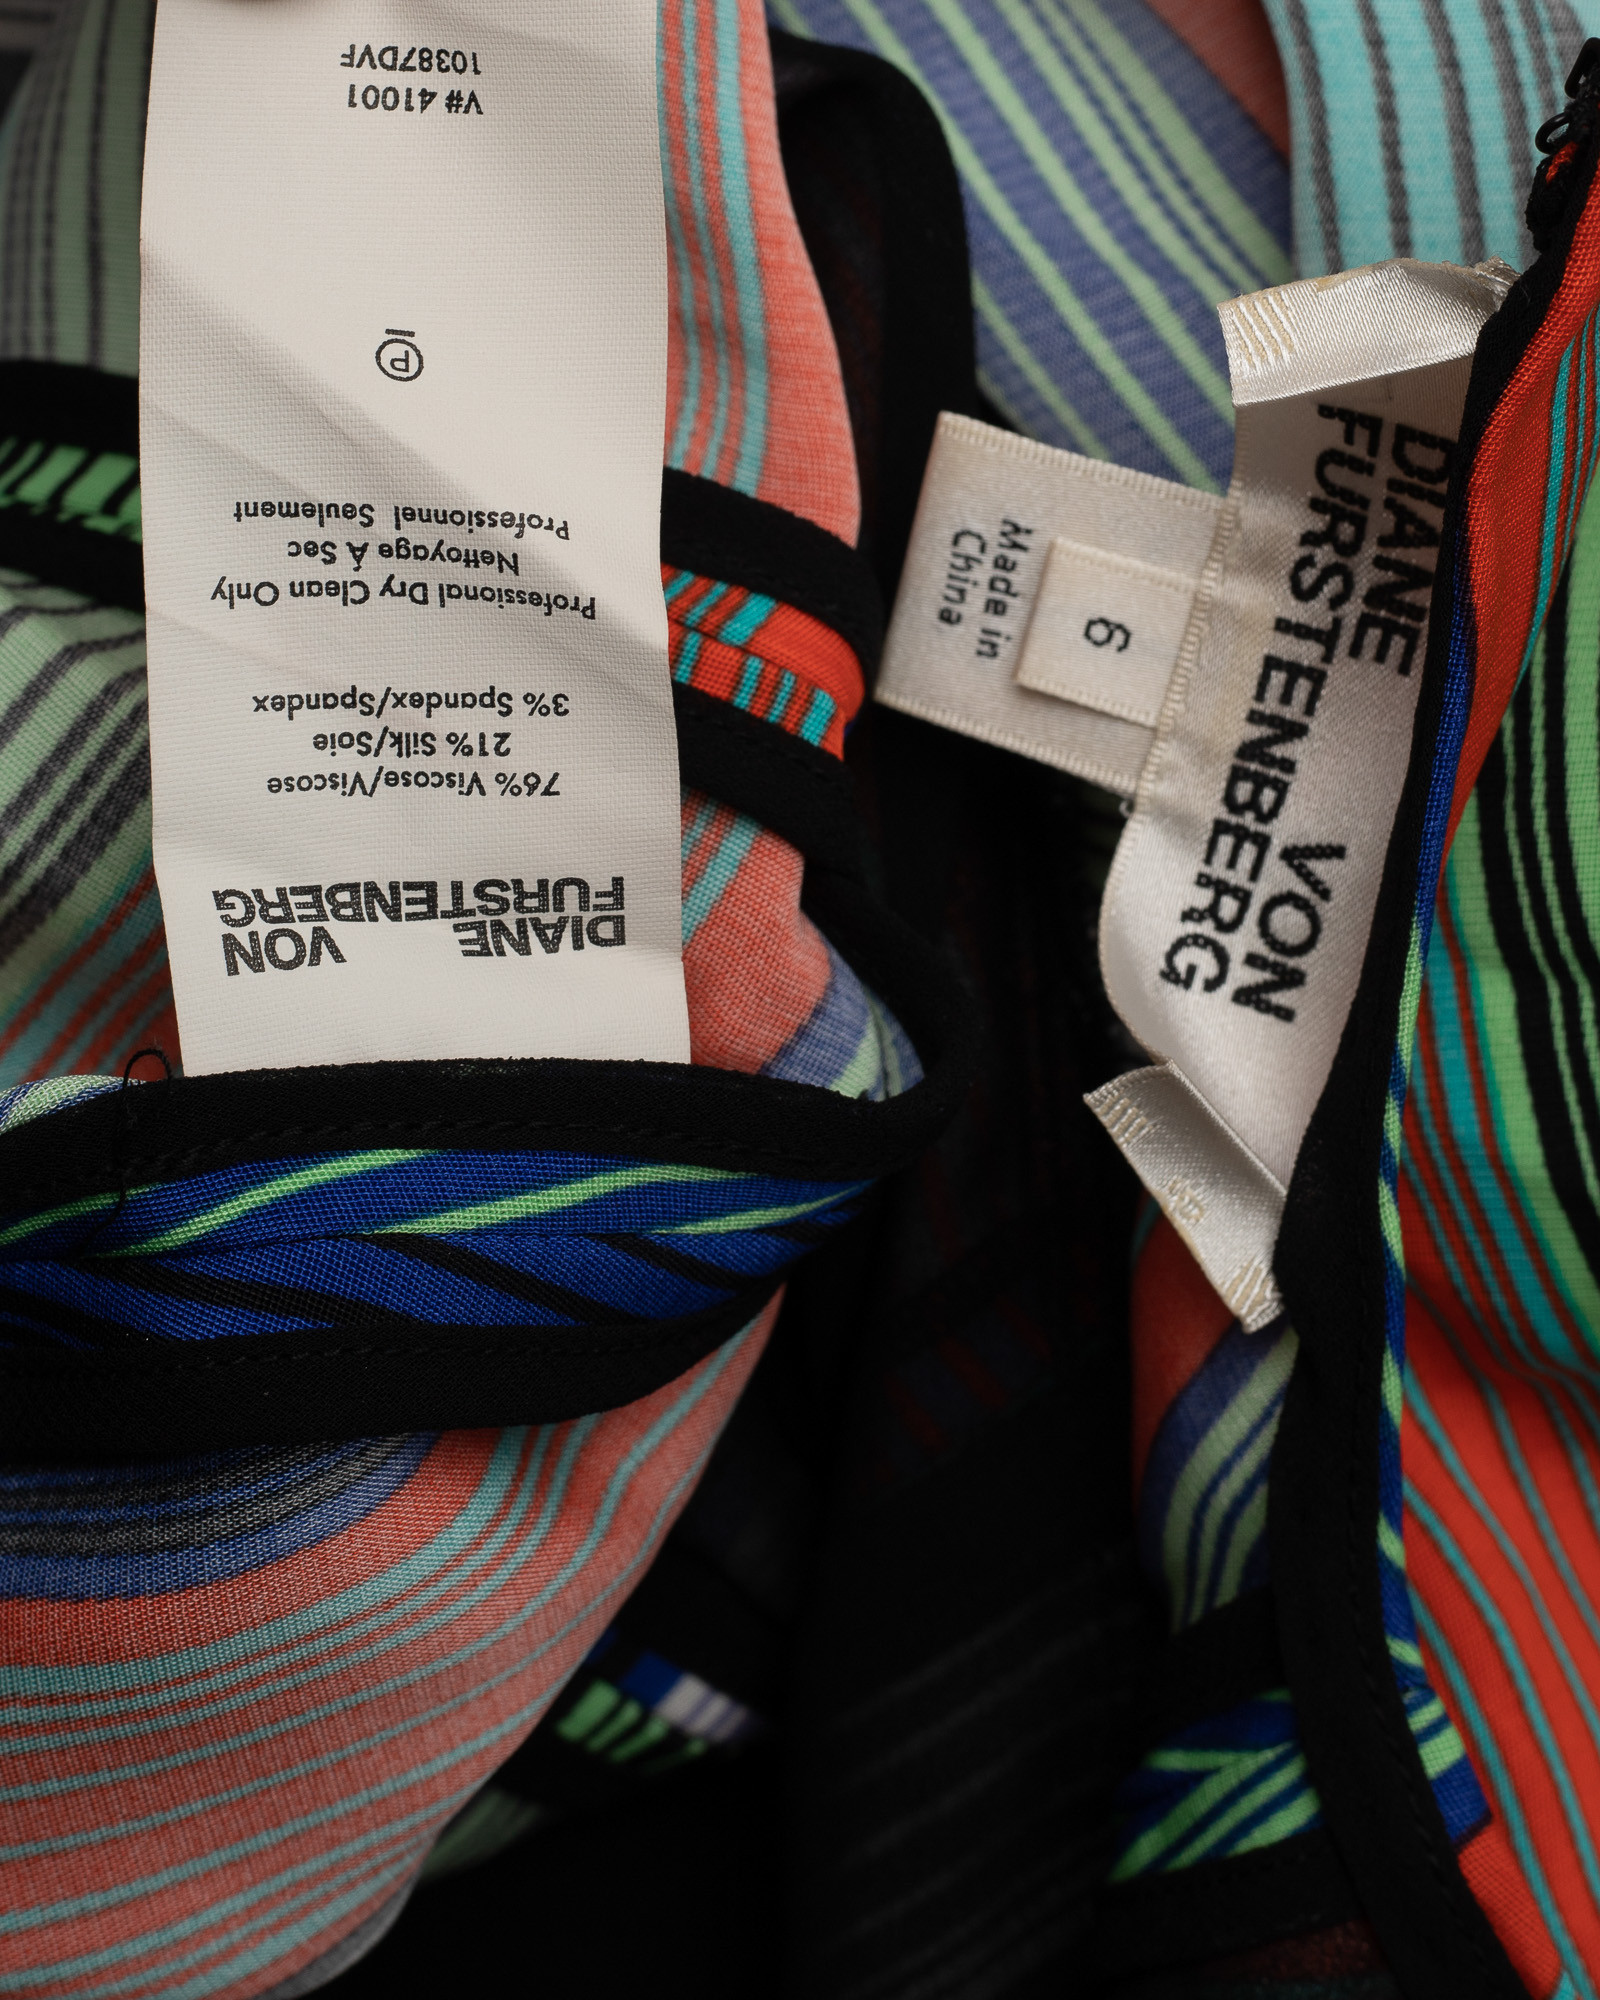 DIANE VON
FURSTENBERG
76% Viscose/Viscose
21% Silk/Soie
3% Spandex/Spandex
Professional Dry Clean Only
Nettoyage Á Sec
Professionnel Seulement
P
V# 41001
10387DVF
DIANE VON
FURSTENBERG
6
Made in
China